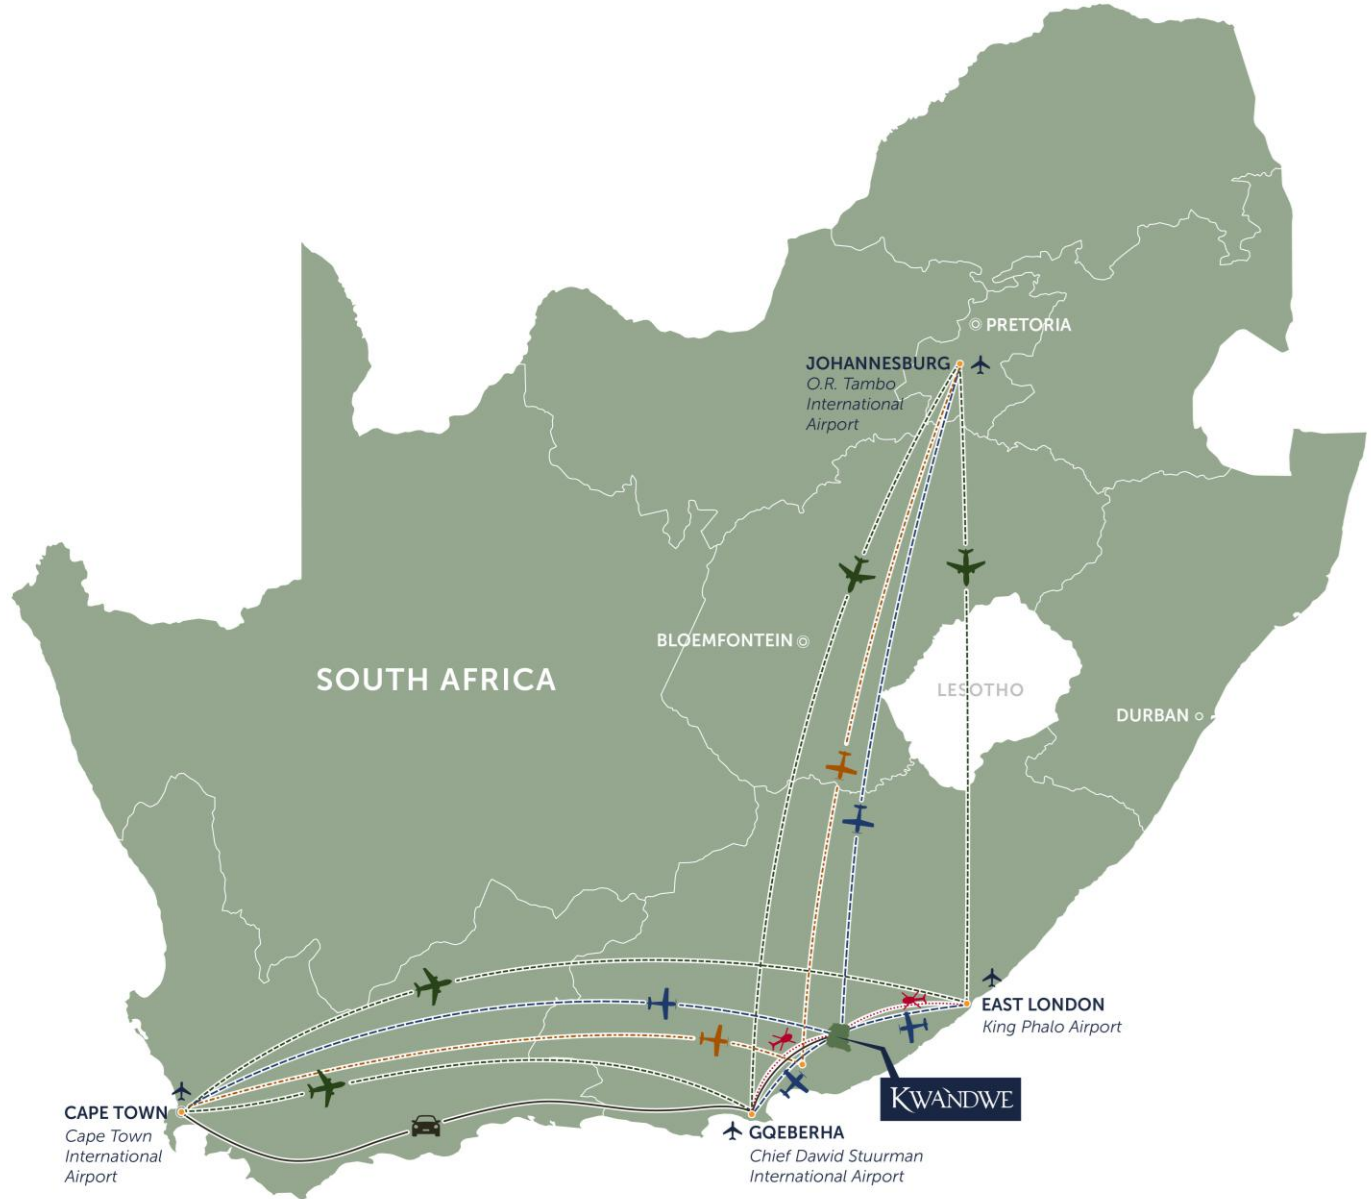 PRETORIA
JOHANNESBURG
O.R. Tambo
International
Airport
BLOEMFONTEIN
SOUTH AFRICA
LESOTHO
DURBAN
EAST LONDON
King Phalo Airport
KWANDWE
CAPE TOWN
Cape Town
International
Airport
GQEBERHA
Chief Dawid Stuurman
International Airport